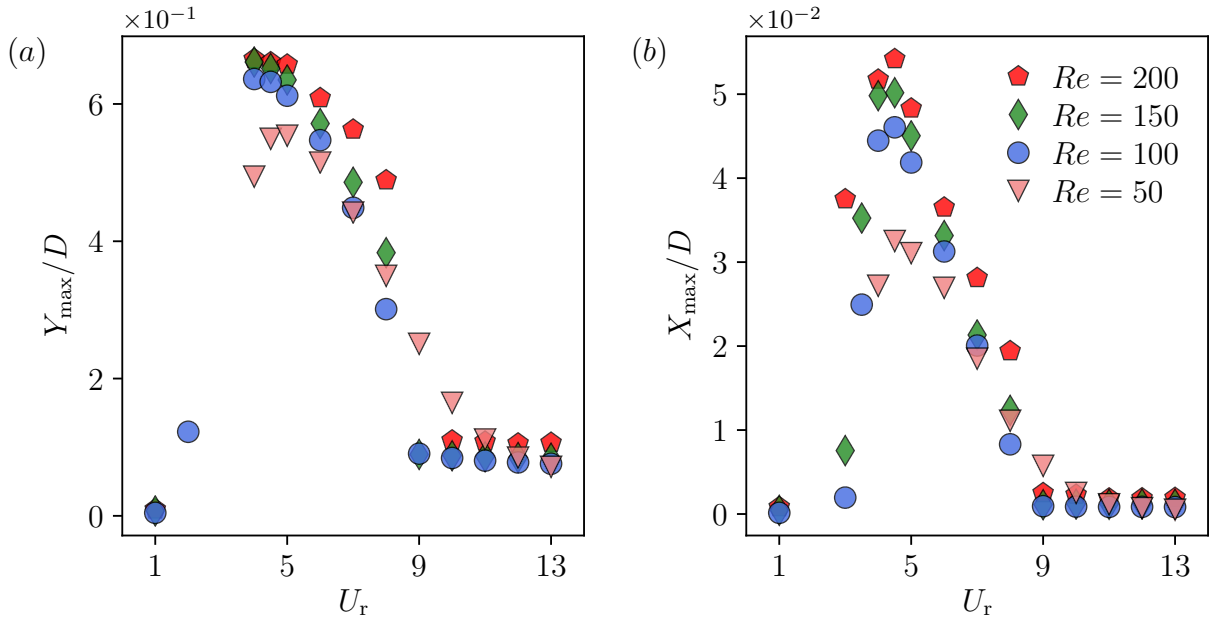 (a)
×10⁻¹
6
4
2
0
Y_max/D
1 5 9 13
U_r
(b)
×10⁻²
5
4
3
2
1
0
X_max/D
1 5 9 13
U_r
Re = 200
Re = 150
Re = 100
Re = 50